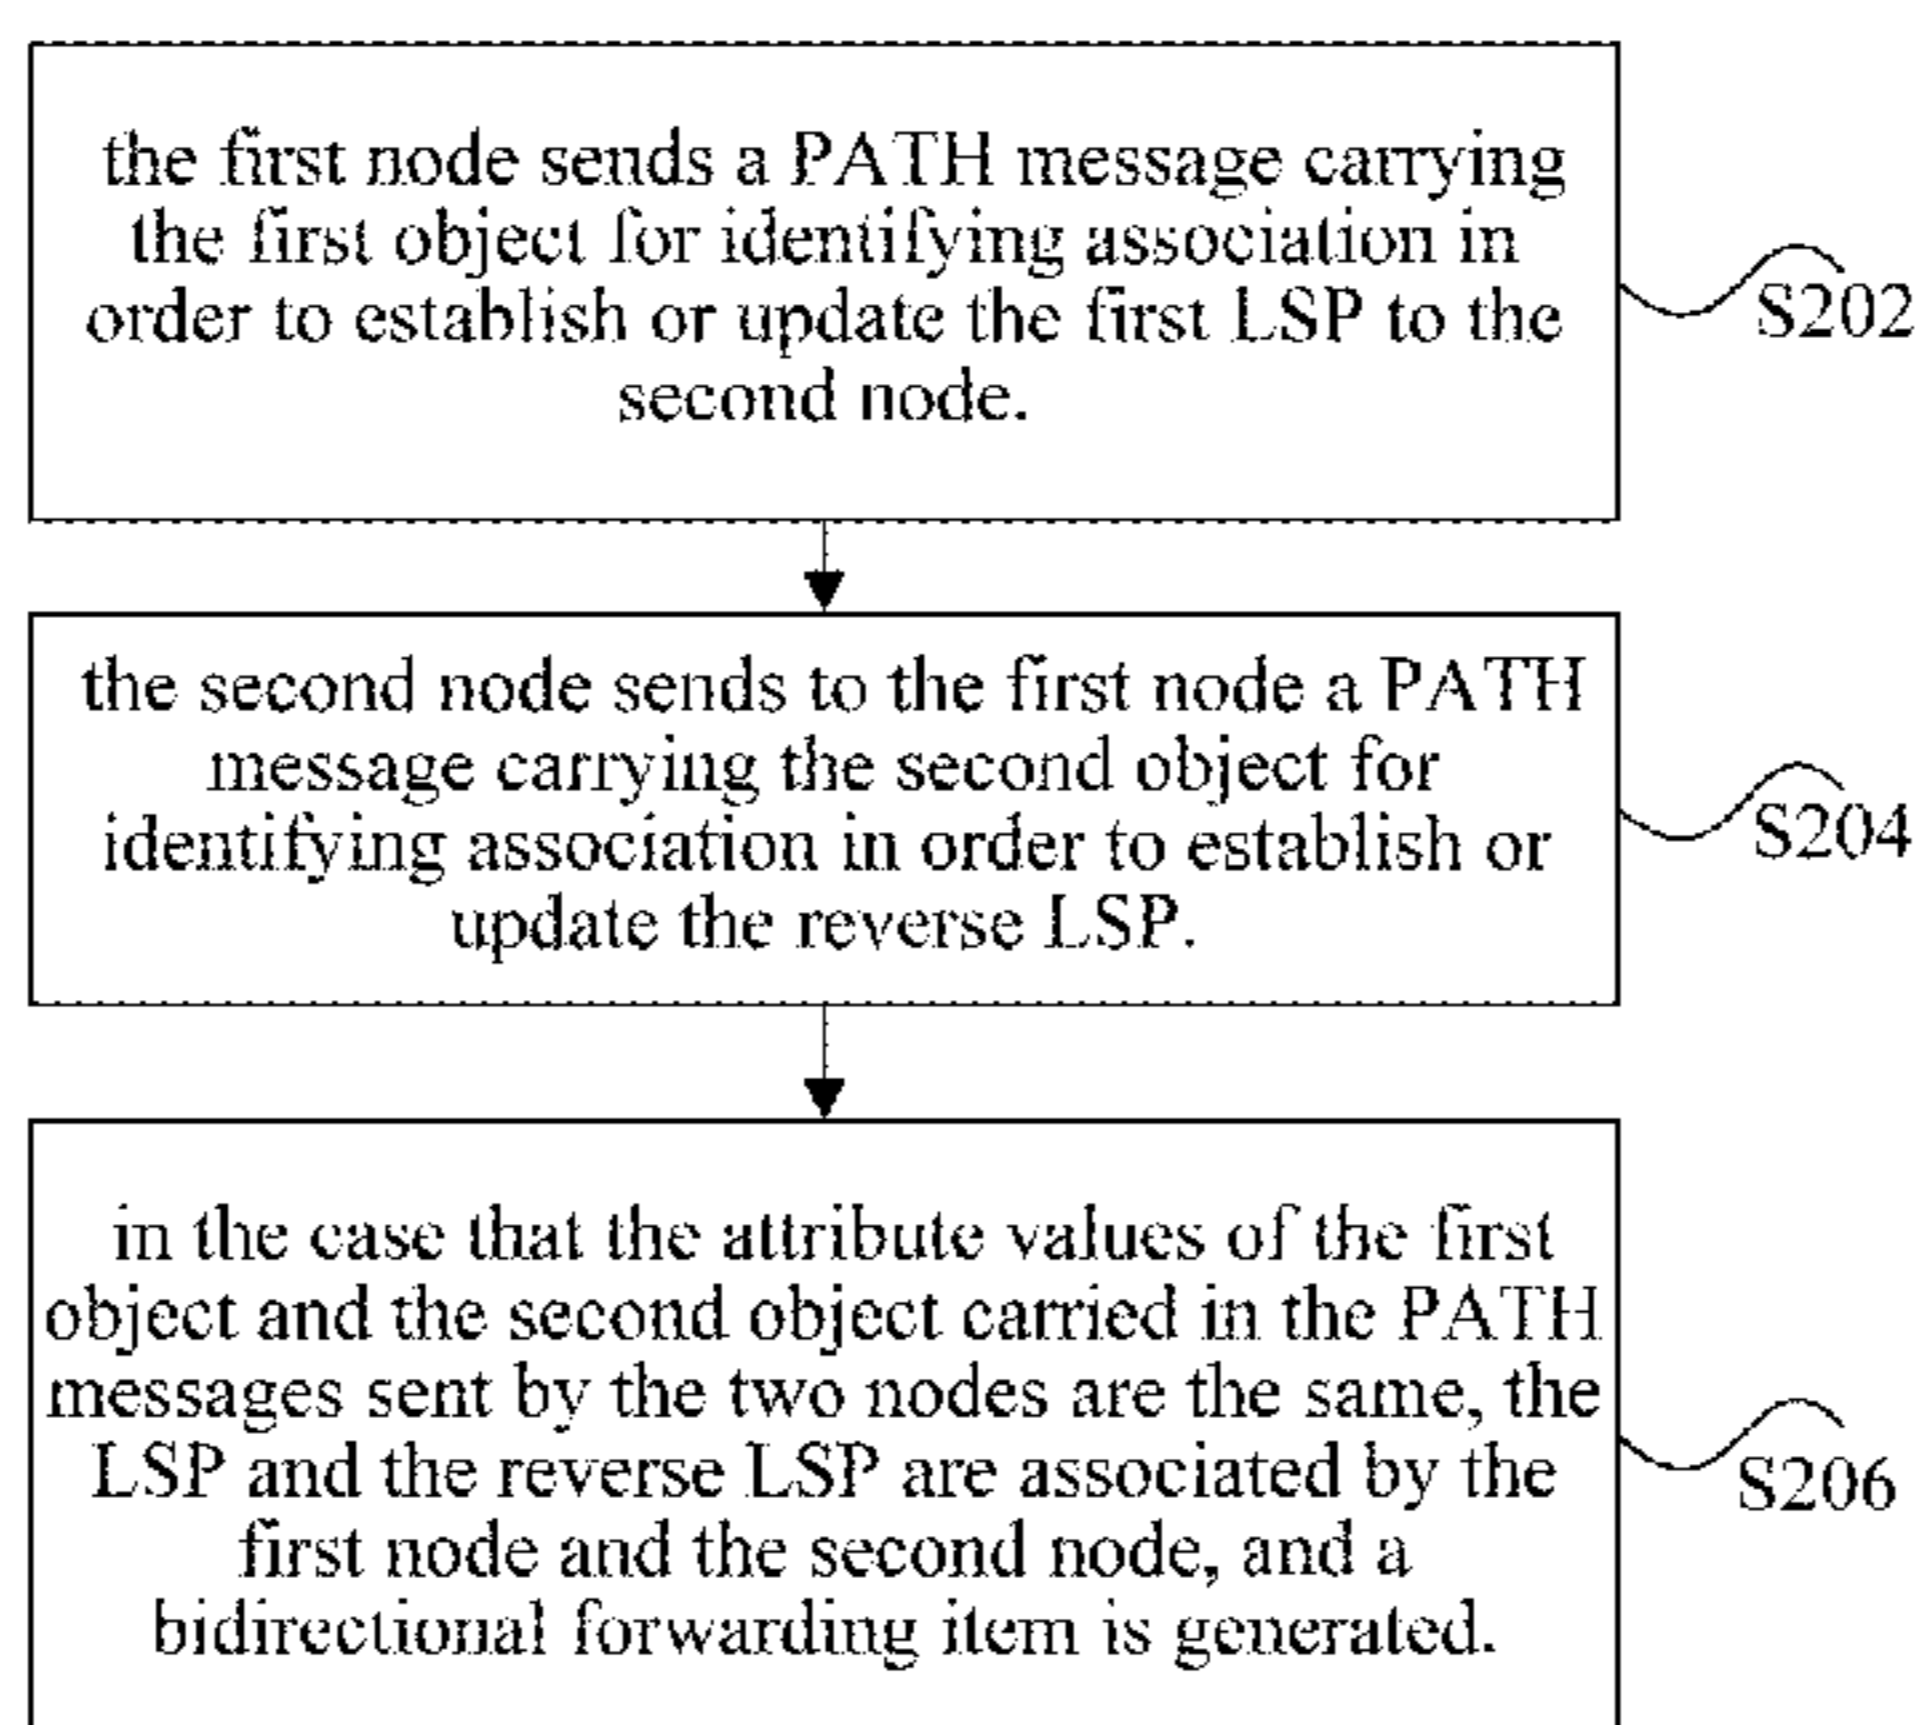 the first node sends a PATH message carrying
the first object for identifying association in
order to establish or update the first LSP to the
second node.
S202
the second node sends to the first node a PATH
message carrying the second object for
identifying association in order to establish or
update the reverse LSP.
S204
in the case that the attribute values of the first
object and the second object carried in the PATH
messages sent by the two nodes are the same, the
LSP and the reverse LSP are associated by the
first node and the second node, and a
bidirectional forwarding item is generated.
S206